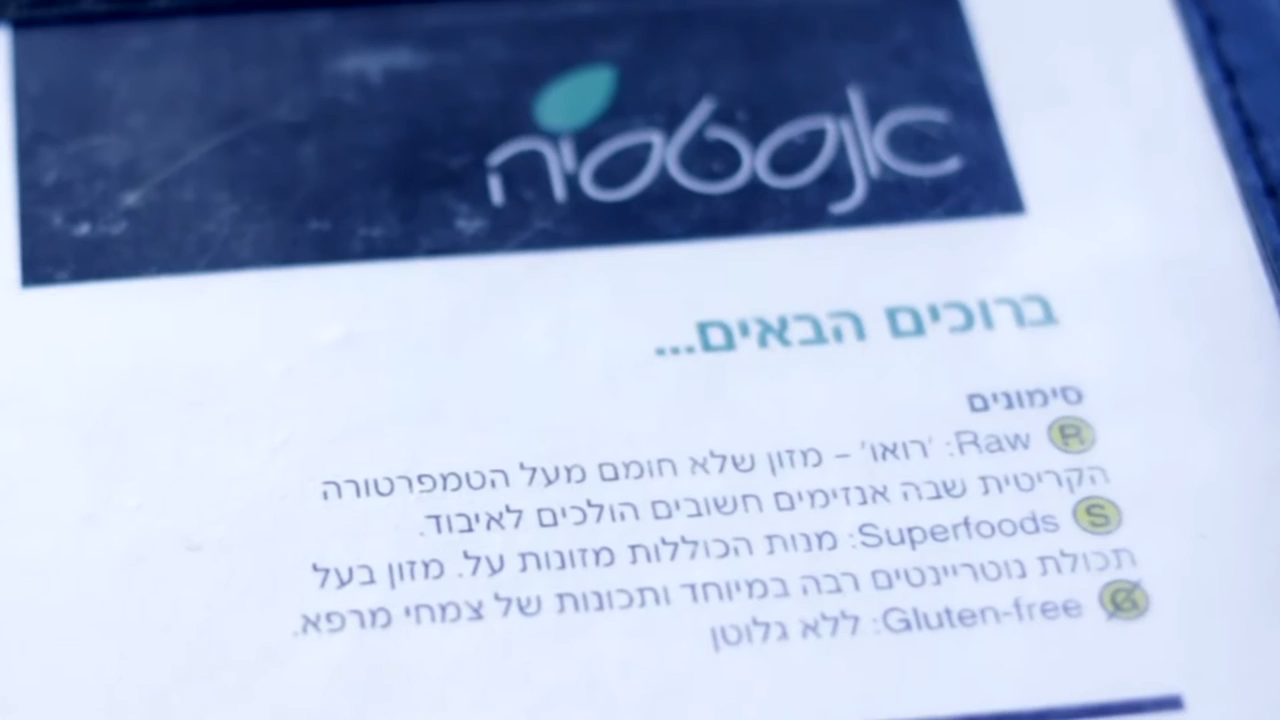 אנסטסיה
ברוכים הבאים...
סימונים
R Raw: 'רואו' – מזון שלא חומם מעל הטמפרטורה
הקריטית שבה אנזימים חשובים הולכים לאיבוד.
S Superfoods: מנות הכוללות מזונות על. מזון בעל
תכולת נוטריינטים רבה במיוחד ותכונות של צמחי מרפא.
G Gluten-free: ללא גלוטן